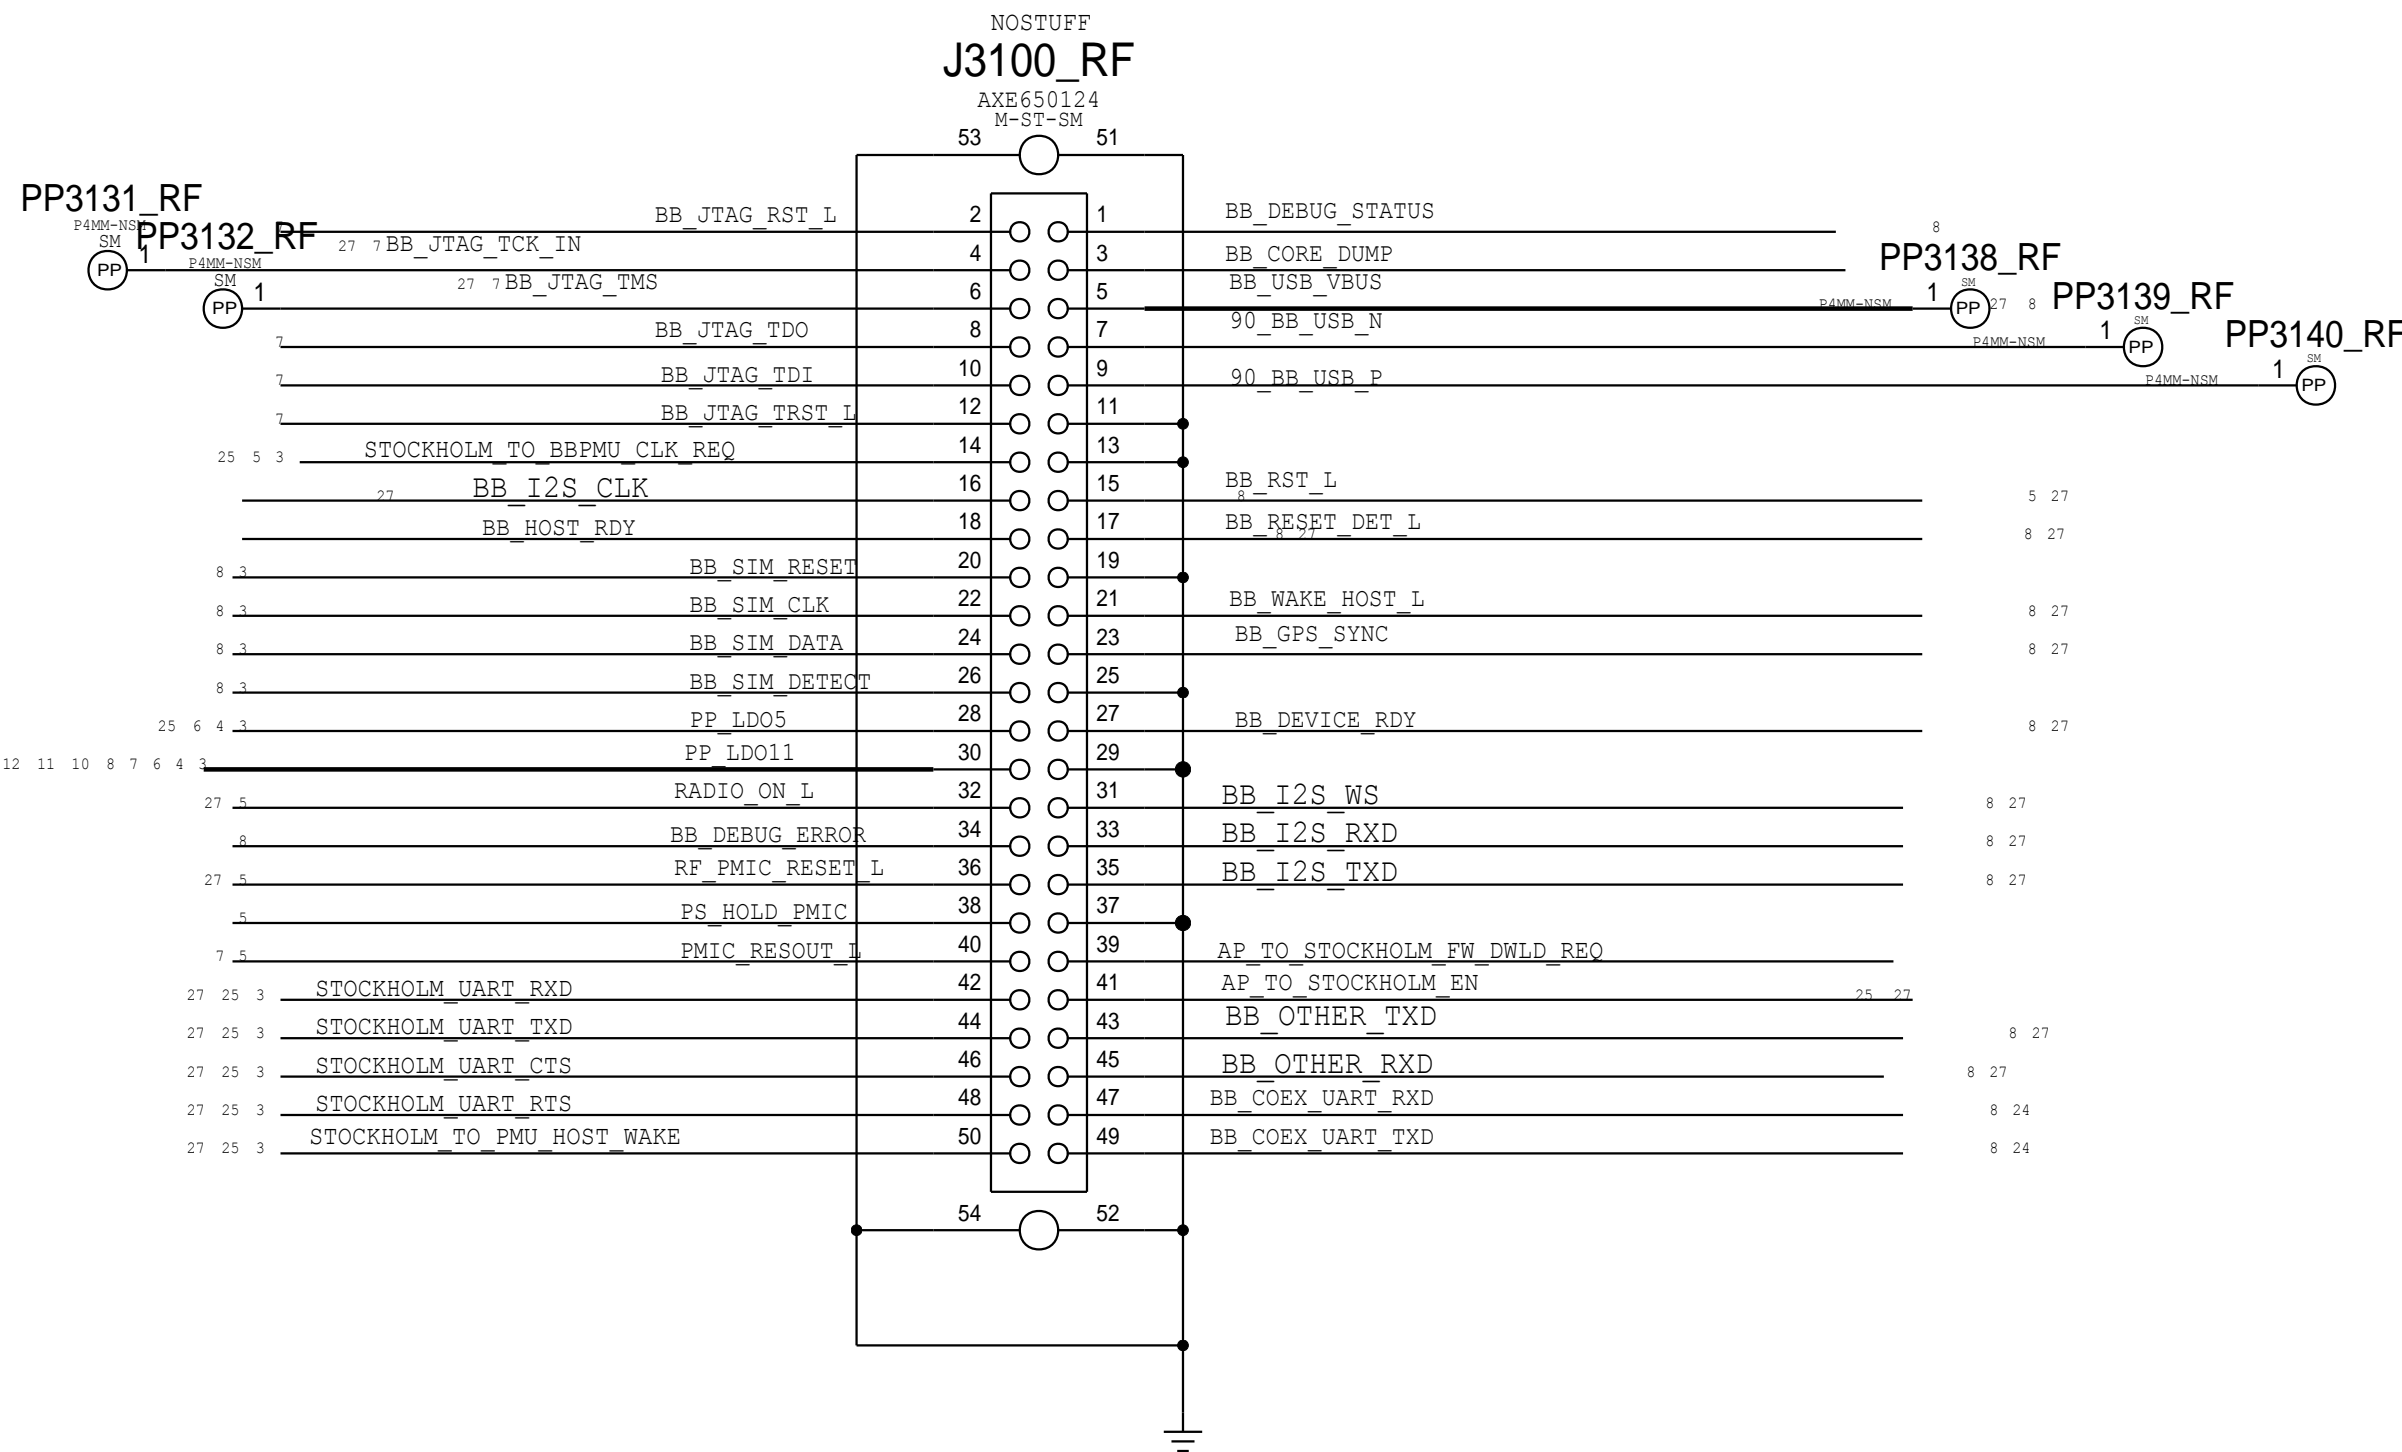 NOSTUFF
J3100_RF
AXE650124
M-ST-SM
53 51
PP3131_RF
P4MM-NSM
SM
PP 1
PP3132_RF
P4MM-NSM
SM
PP 1
7 BB_JTAG_RST_L 2 1 BB_DEBUG_STATUS 8
27 7 BB_JTAG_TCK_IN 4 3 BB_CORE_DUMP
27 7 BB_JTAG_TMS 6 5 BB_USB_VBUS P4MM-NSM 1 PP 27 8
PP3138_RF
SM
7 BB_JTAG_TDO 8 7 90_BB_USB_N P4MM-NSM 1 PP
PP3139_RF
SM
7 BB_JTAG_TDI 10 9 90_BB_USB_P P4MM-NSM 1 PP
PP3140_RF
SM
7 BB_JTAG_TRST_L 12 11
25 5 3 STOCKHOLM_TO_BBPMU_CLK_REQ 14 13
27 BB_I2S_CLK 16 15 BB_RST_L 8 5 27
BB_HOST_RDY 18 17 BB_RESET_DET_L 8 27 8 27
8 3 BB_SIM_RESET 20 19
8 3 BB_SIM_CLK 22 21 BB_WAKE_HOST_L 8 27
8 3 BB_SIM_DATA 24 23 BB_GPS_SYNC 8 27
8 3 BB_SIM_DETECT 26 25
25 6 4 3 PP_LDO5 28 27 BB_DEVICE_RDY 8 27
12 11 10 8 7 6 4 3 PP_LDO11 30 29
27 5 RADIO_ON_L 32 31 BB_I2S_WS 8 27
8 BB_DEBUG_ERROR 34 33 BB_I2S_RXD 8 27
27 5 RF_PMIC_RESET_L 36 35 BB_I2S_TXD 8 27
5 PS_HOLD_PMIC 38 37
7 5 PMIC_RESOUT_L 40 39 AP_TO_STOCKHOLM_FW_DWLD_REQ
27 25 3 STOCKHOLM_UART_RXD 42 41 AP_TO_STOCKHOLM_EN 25 27
27 25 3 STOCKHOLM_UART_TXD 44 43 BB_OTHER_TXD 8 27
27 25 3 STOCKHOLM_UART_CTS 46 45 BB_OTHER_RXD 8 27
27 25 3 STOCKHOLM_UART_RTS 48 47 BB_COEX_UART_RXD 8 24
27 25 3 STOCKHOLM_TO_PMU_HOST_WAKE 50 49 BB_COEX_UART_TXD 8 24
54 52